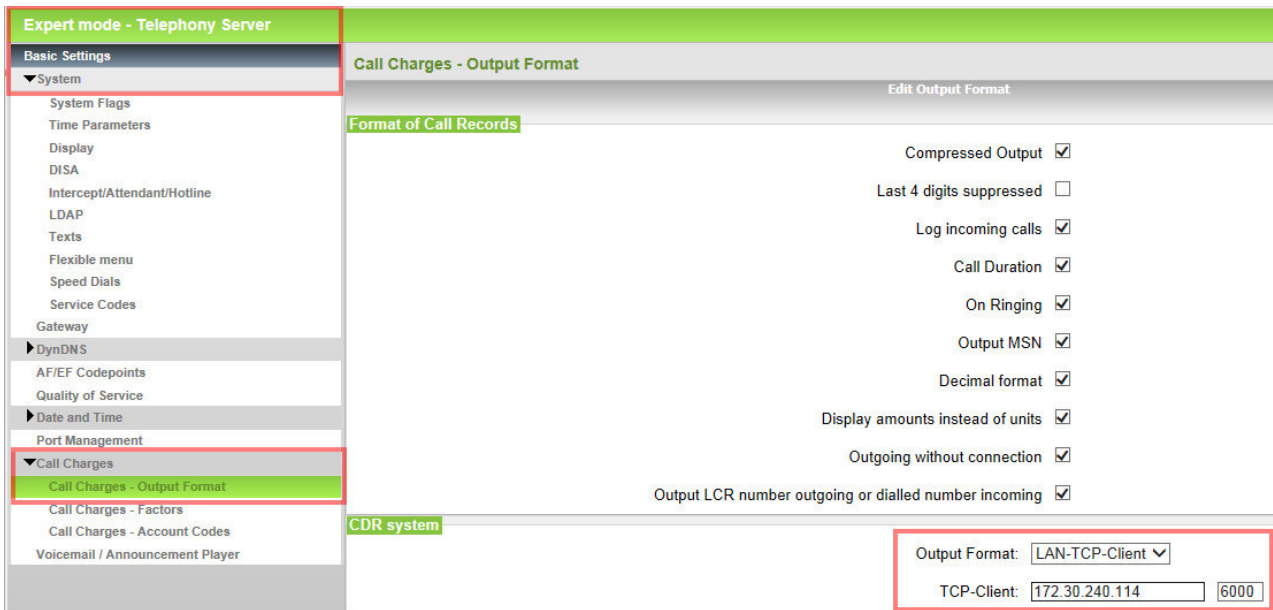 Expert mode - Telephony Server
Basic Settings
System
System Flags
Time Parameters
Display
DISA
Intercept/Attendant/Hotline
LDAP
Texts
Flexible menu
Speed Dials
Service Codes
Gateway
DynDNS
AF/EF Codepoints
Quality of Service
Date and Time
Port Management
Call Charges
Call Charges - Output Format
Call Charges - Factors
Call Charges - Account Codes
Voicemail / Announcement Player
Call Charges - Output Format
Edit Output Format
Format of Call Records
Compressed Output
Last 4 digits suppressed
Log incoming calls
Call Duration
On Ringing
Output MSN
Decimal format
Display amounts instead of units
Outgoing without connection
Output LCR number outgoing or dialled number incoming
CDR system
Output Format: LAN-TCP-Client
TCP-Client: 172.30.240.114 6000